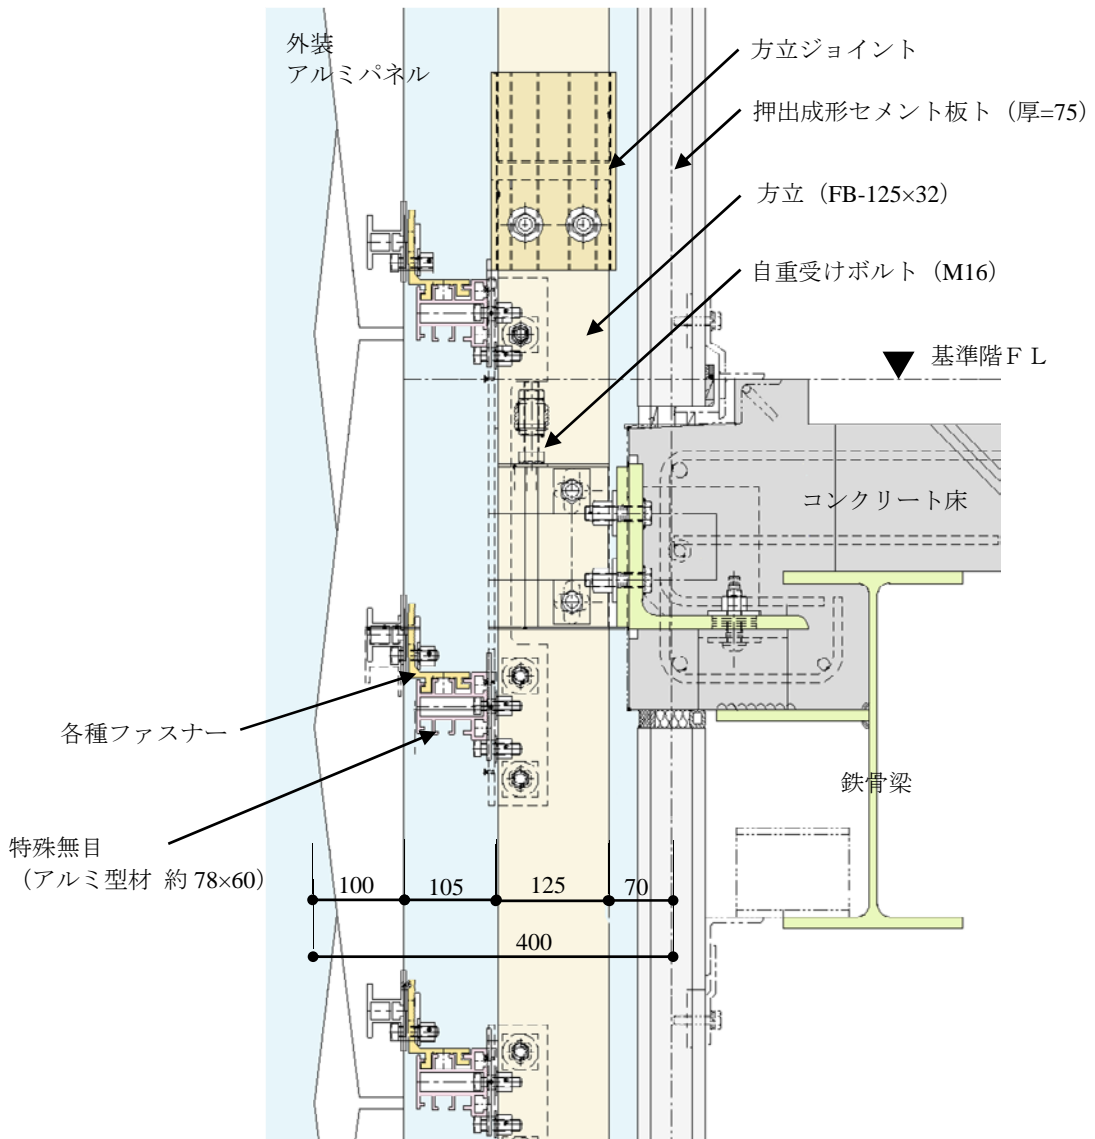 外装
アルミパネル
方立ジョイント
押出成形セメント板ト（厚=75）
方立（FB-125×32）
自重受けボルト（M16）
基準階ＦＬ
コンクリート床
各種ファスナー
鉄骨梁
特殊無目
（アルミ型材 約 78×60）
100
105
125
70
400